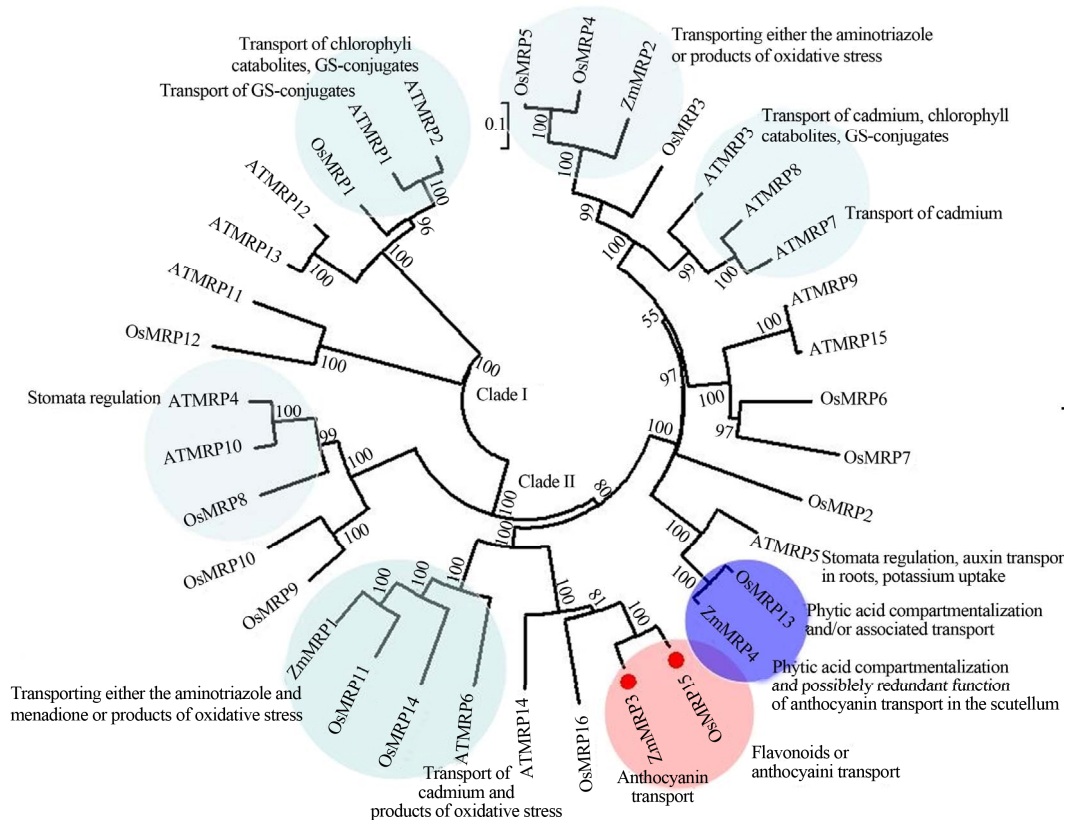 Transport of chlorophyli
catabolites, GS-conjugates
Transport of GS-conjugates
ATMRP2
ATMRP1
OsMRP1
100
96
100
ATMRP12
ATMRP13
100
ATMRP11
OsMRP12
100
100
Clade I
OsMRP5
OsMRP4
ZmMRP2
0.1
100
100
Transporting either the aminotriazole
or products of oxidative stress
OsMRP3
99
100
Transport of cadmium, chlorophyll
catabolites, GS-conjugates
ATMRP3
ATMRP8
ATMRP7
Transport of cadmium
99
100
55
97
ATMRP9
100
ATMRP15
100
OsMRP6
97
OsMRP7
Stomata regulation
ATMRP4
100
ATMRP10
99
100
OsMRP8
OsMRP10
100
OsMRP9
Clade II
100
80
100
100
OsMRP2
100
ATMRP5
Stomata regulation, auxin transpor
in roots, potassium uptake
100
OsMRP13
ZmMRP4
Phytic acid compartmentalization
and/or associated transport
Phytic acid compartmentalization
and possiblely redundant function
of anthocyanin transport in the scutellum
100
100
100
ZmMRP1
OsMRP11
OsMRP14
ATMRP6
Transporting either the aminotriazole and
menadione or products of oxidative stress
Transport of
cadmium and
products of oxidative stress
100
81
100
ATMRP14
OsMRP16
ZmMRP3
OsMRP15
Anthocyanin
transport
Flavonoids or
anthocyaini transport